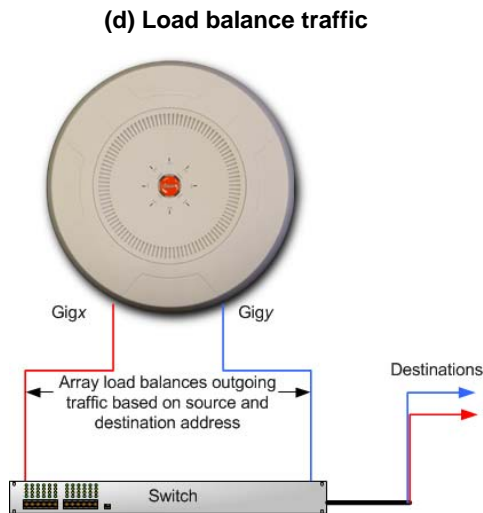 (d) Load balance traffic
Gigx
Gigy
Array load balances outgoing
traffic based on source and
destination address
Destinations
Switch